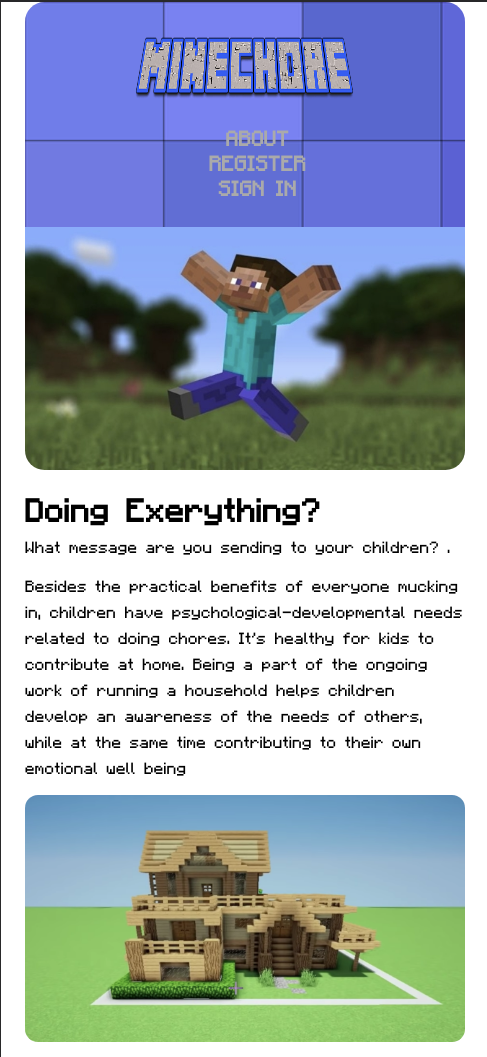 MINECHORE
ABOUT
REGISTER
SIGN IN
Doing Exerything?
What message are you sending to your children? .
Besides the practical benefits of everyone mucking
in, children have psychological-developmental needs
related to doing chores. It's healthy for kids to
contribute at home. Being a part of the ongoing
work of running a household helps children
develop an awareness of the needs of others,
while at the same time contributing to their own
emotional well being